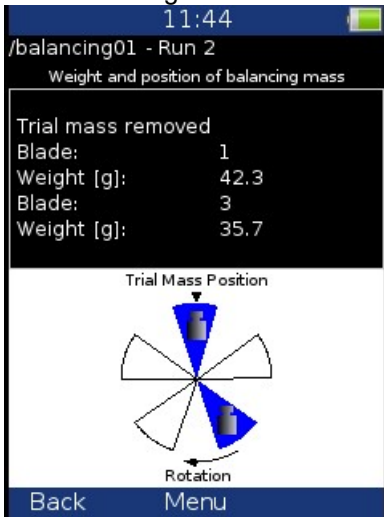 11:44
/balancing01 - Run 2
Weight and position of balancing mass
Trial mass removed
Blade: 1
Weight [g]: 42.3
Blade: 3
Weight [g]: 35.7
Trial Mass Position
Rotation
Back Menu